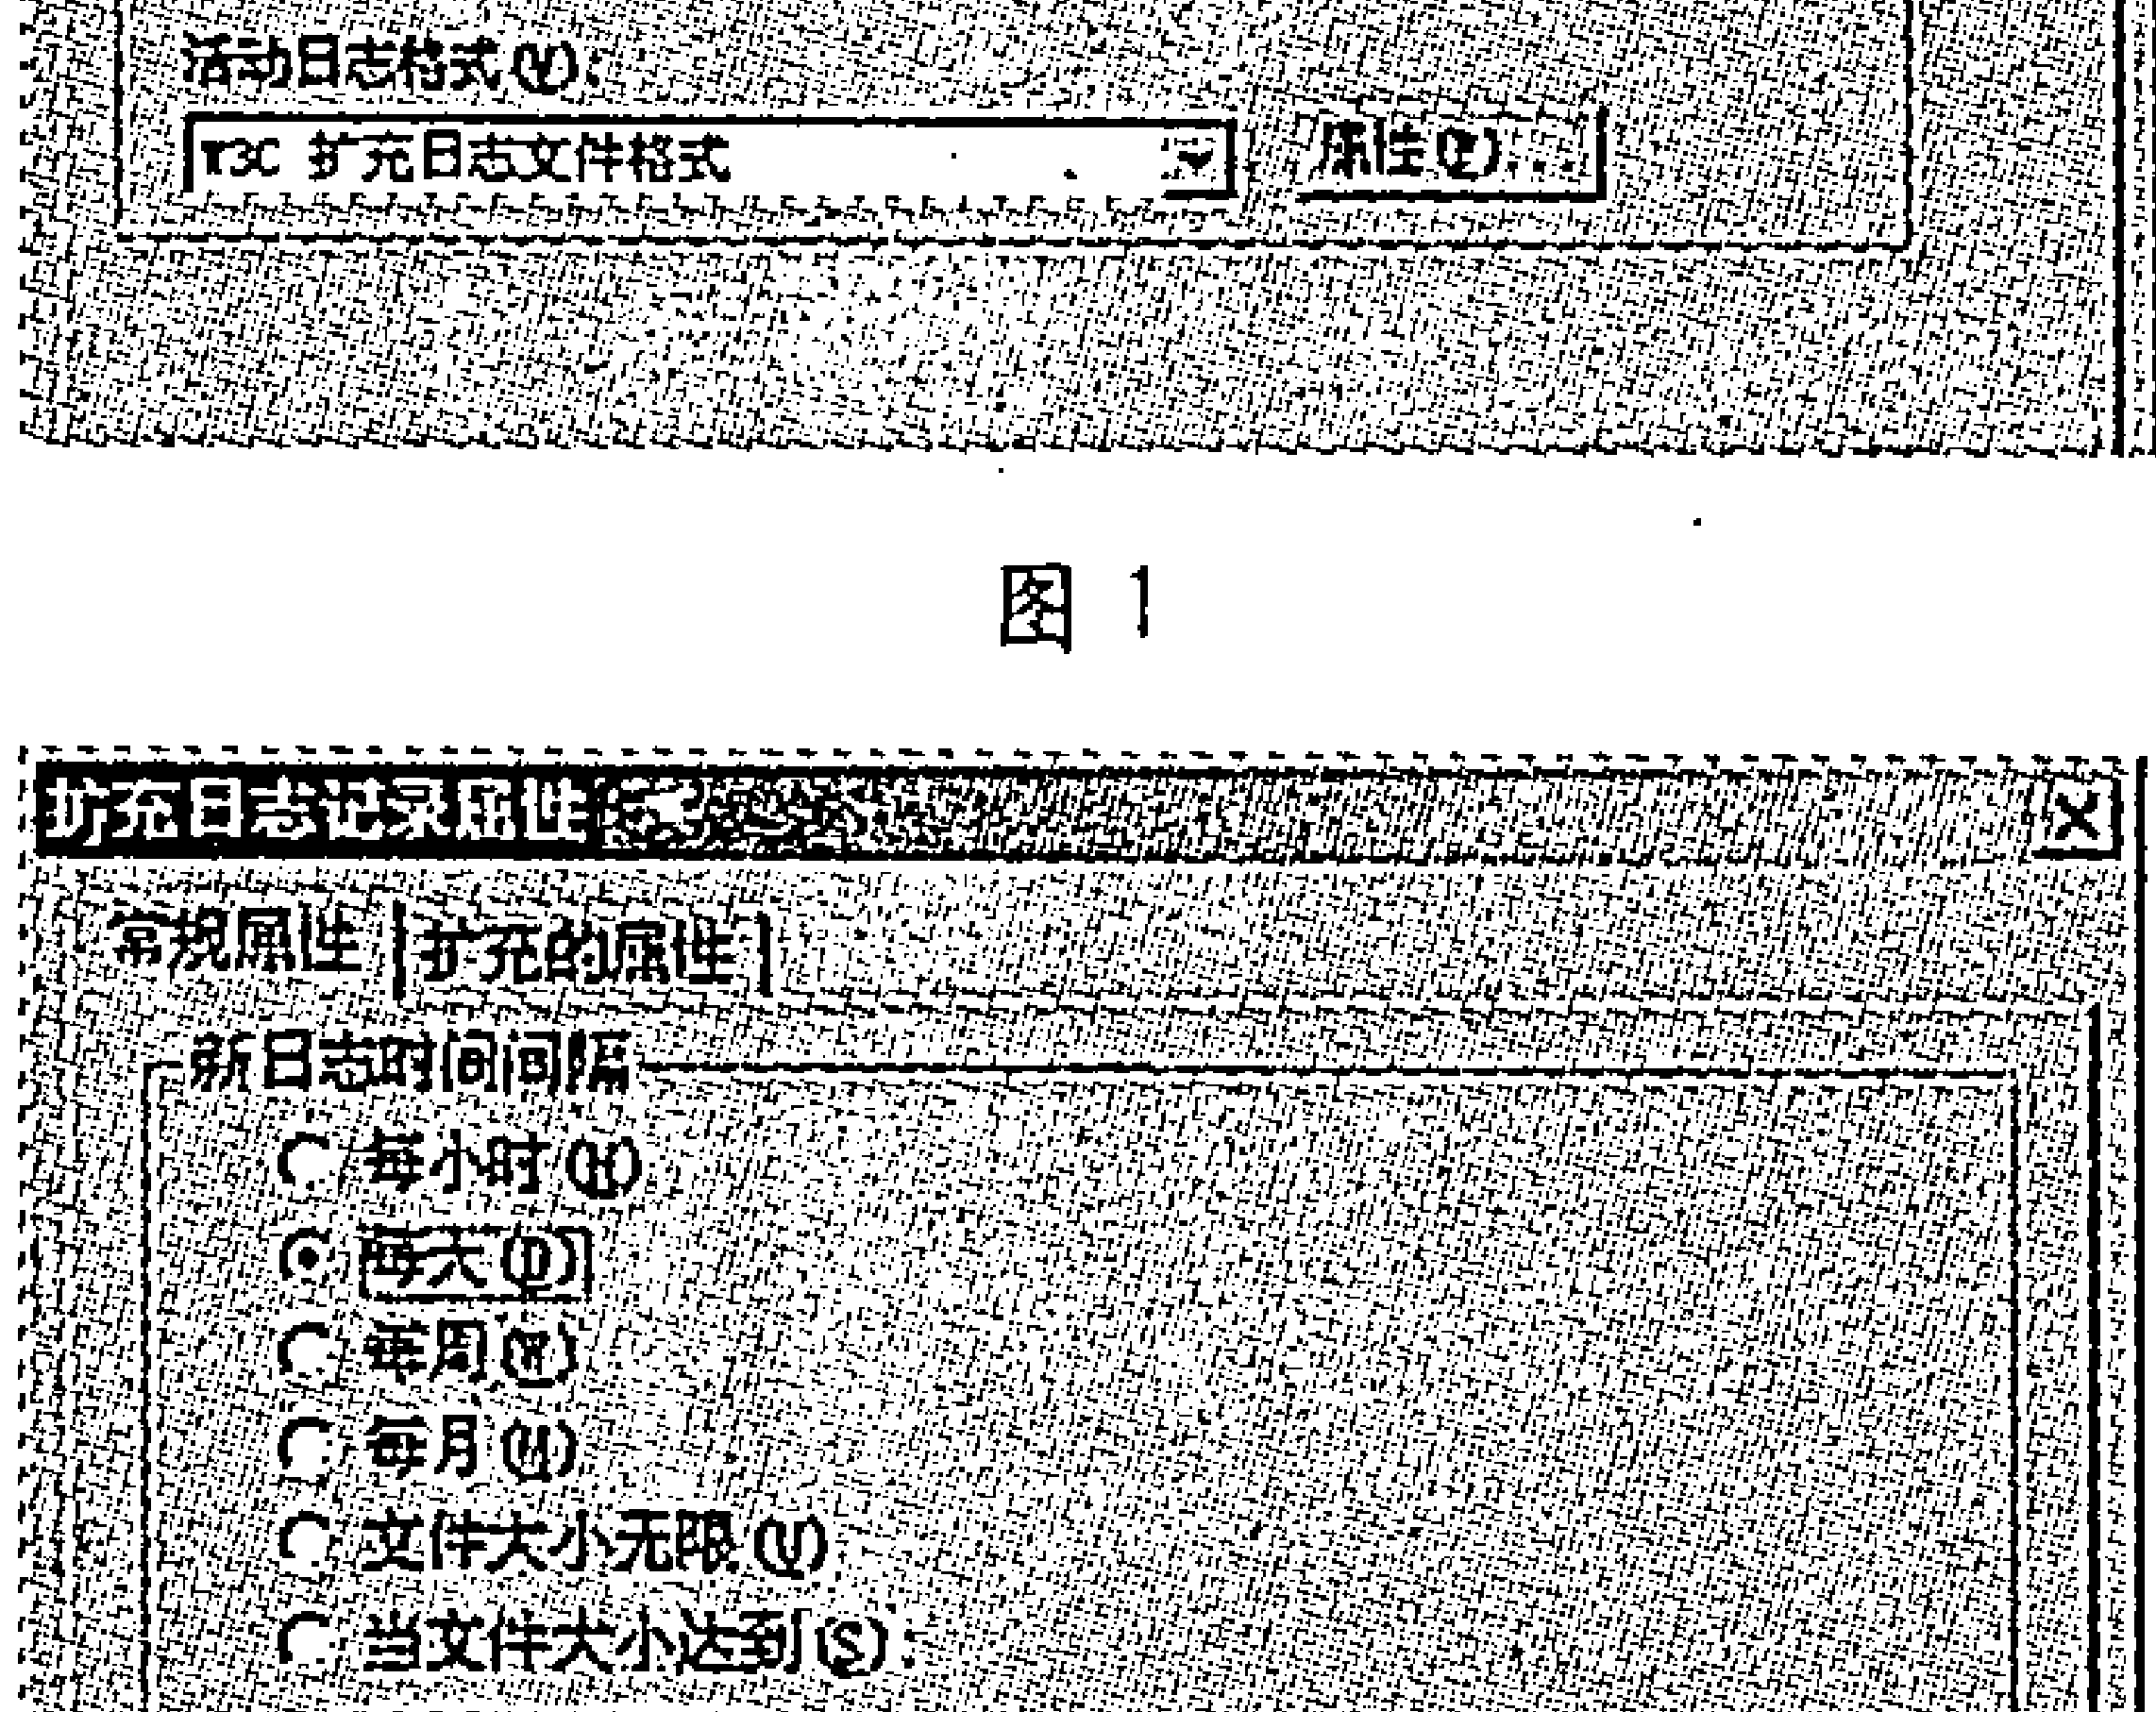 活动日志格式(V):
W3C 扩充日志文件格式 属性(P)...
图 1
扩充日志记录属性
常规属性 扩充的属性
新日志时间间隔
每小时(H)
每天(D)
每周(W)
每月(M)
文件大小无限(U)
当文件大小达到(S):